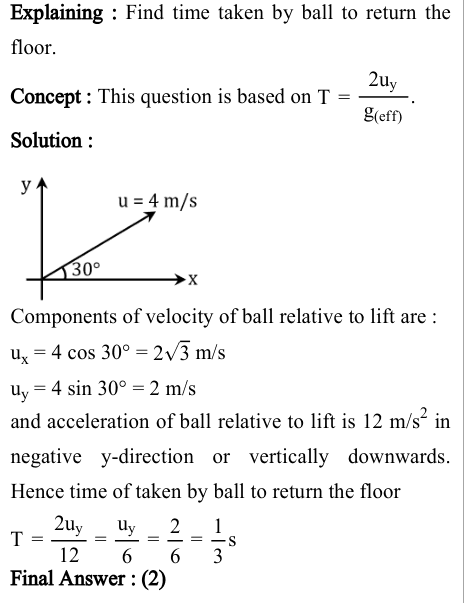 Explaining : Find time taken by ball to return the
floor.
Concept : This question is based on T = 2u_y / g_(eff).
Solution :
y
u = 4 m/s
30°
x
Components of velocity of ball relative to lift are :
u_x = 4 cos 30° = 2√3 m/s
u_y = 4 sin 30° = 2 m/s
and acceleration of ball relative to lift is 12 m/s² in
negative y-direction or vertically downwards.
Hence time of taken by ball to return the floor
T = 2u_y / 12 = u_y / 6 = 2 / 6 = 1 / 3 s
Final Answer : (2)